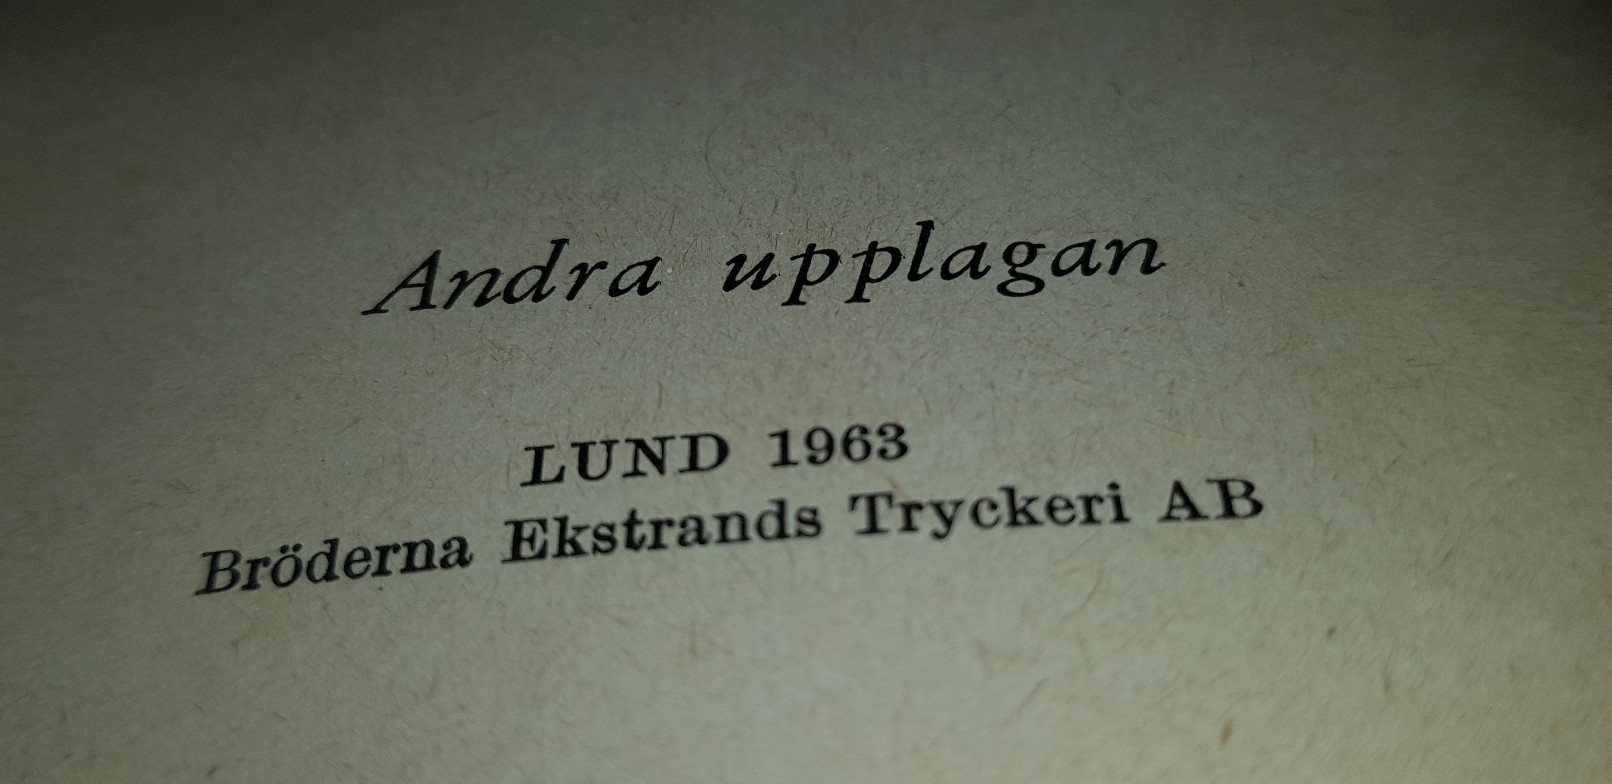 Andra upplagan
LUND 1963
Bröderna Ekstrands Tryckeri AB